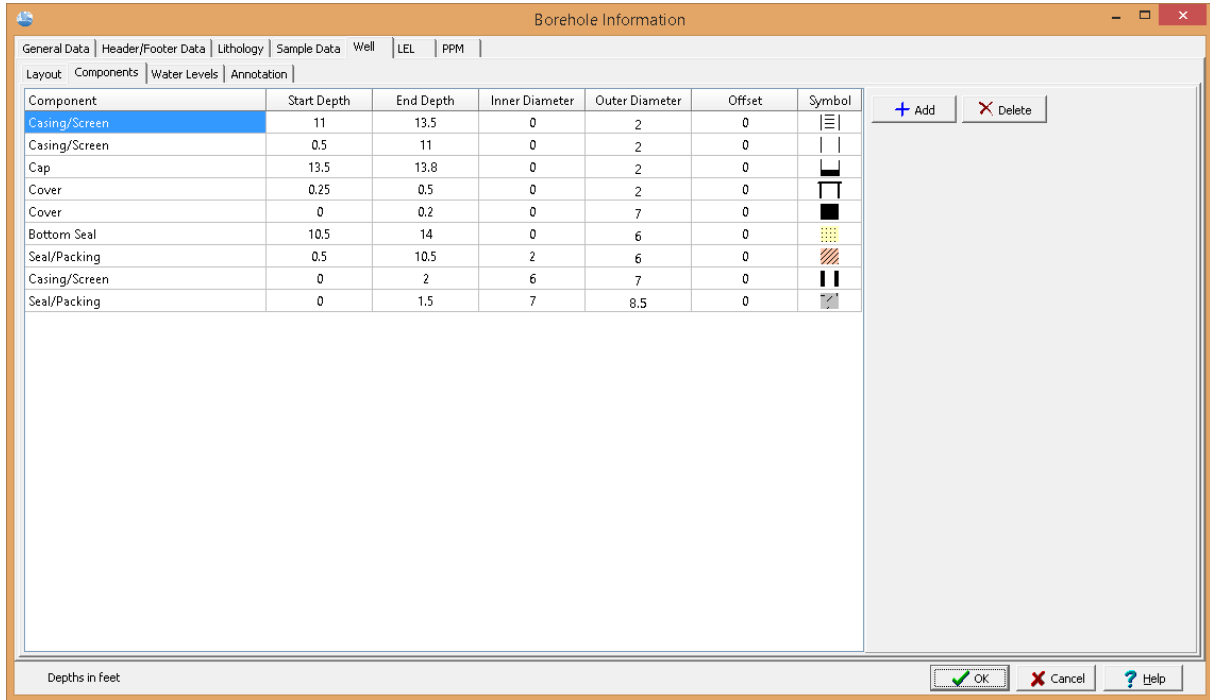 Borehole Information
General Data Header/Footer Data Lithology Sample Data Well LEL PPM
Layout Components Water Levels Annotation
Component Start Depth End Depth Inner Diameter Outer Diameter Offset Symbol
Add Delete
Casing/Screen 11 13.5 0 2 0
Casing/Screen 0.5 11 0 2 0
Cap 13.5 13.8 0 2 0
Cover 0.25 0.5 0 2 0
Cover 0 0.2 0 7 0
Bottom Seal 10.5 14 0 6 0
Seal/Packing 0.5 10.5 2 6 0
Casing/Screen 0 2 6 7 0
Seal/Packing 0 1.5 7 8.5 0
Depths in feet
OK Cancel Help